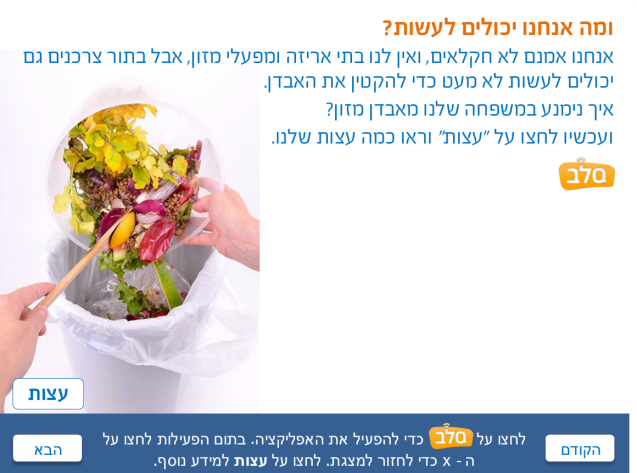 ומה אנחנו יכולים לעשות?
אנחנו אמנם לא חקלאים, ואין לנו בתי אריזה ומפעלי מזון, אבל בתור צרכנים גם
יכולים לעשות לא מעט כדי להקטין את האבדן.
איך נימנע במשפחה שלנו מאבדן מזון?
ועכשיו לחצו על "עצות" וראו כמה עצות שלנו.
סלב
עצות
הקודם
לחצו על סלב כדי להפעיל את האפליקציה. בתום הפעילות לחצו על
ה - x כדי לחזור למצגת. לחצו על עצות למידע נוסף.
הבא